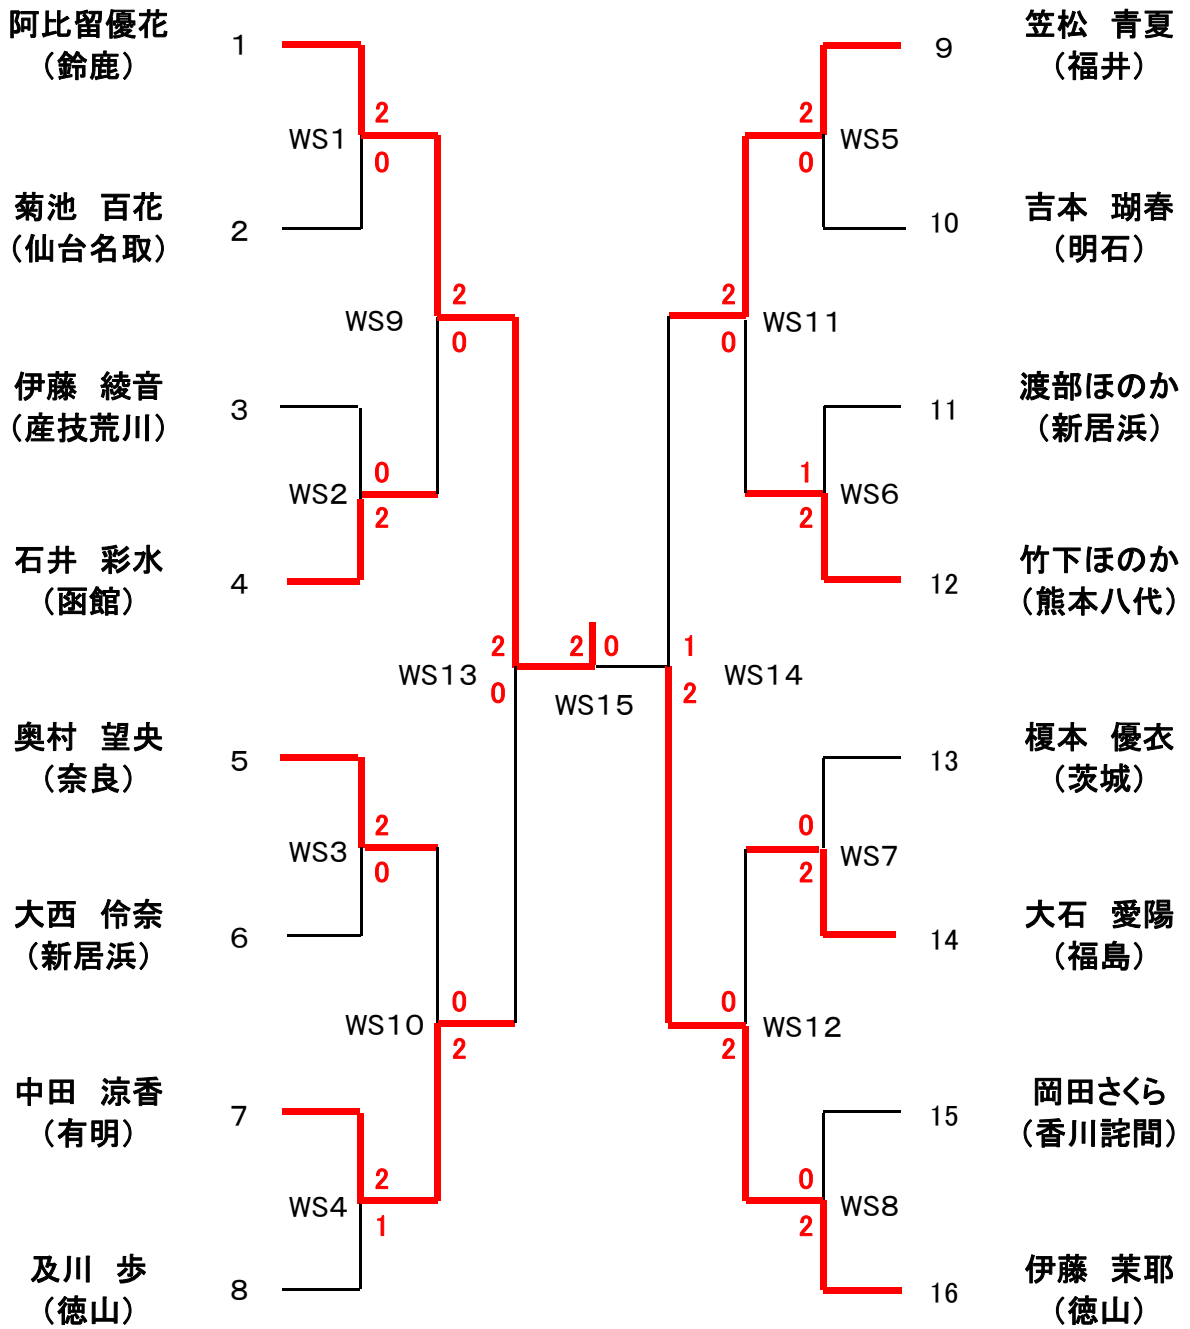 阿比留優花
（鈴鹿）
1
2
WS1
0
菊池　百花
（仙台名取）
2
2
WS9
0
伊藤　綾音
（産技荒川）
3
0
WS2
2
石井　彩水
（函館）
4
2
WS13
0
2
0
WS15
奥村　望央
（奈良）
5
2
WS3
0
大西　伶奈
（新居浜）
6
0
WS10
2
中田　涼香
（有明）
7
2
WS4
1
及川　歩
（徳山）
8
9
笠松　青夏
（福井）
2
WS5
0
10
吉本　瑚春
（明石）
2
WS11
0
11
渡部ほのか
（新居浜）
1
WS6
2
12
竹下ほのか
（熊本八代）
1
WS14
2
13
榎本　優衣
（茨城）
0
WS7
2
14
大石　愛陽
（福島）
0
WS12
2
15
岡田さくら
（香川詫間）
0
WS8
2
16
伊藤　茉耶
（徳山）